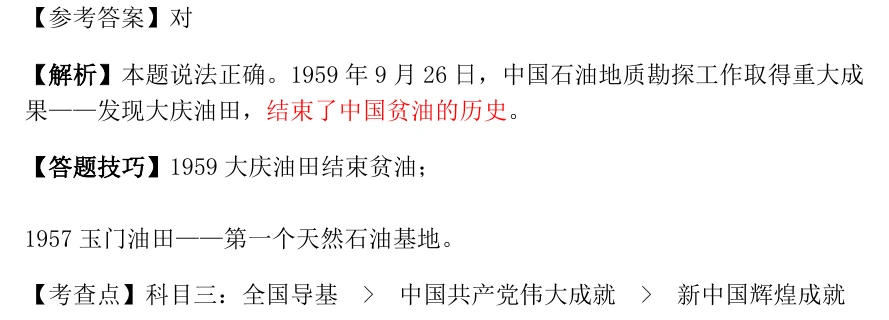 【参考答案】对
【解析】本题说法正确。1959 年 9 月 26 日，中国石油地质勘探工作取得重大成
果——发现大庆油田，结束了中国贫油的历史。
【答题技巧】1959 大庆油田结束贫油；
1957 玉门油田——第一个天然石油基地。
【考查点】科目三：全国导基 > 中国共产党伟大成就 > 新中国辉煌成就